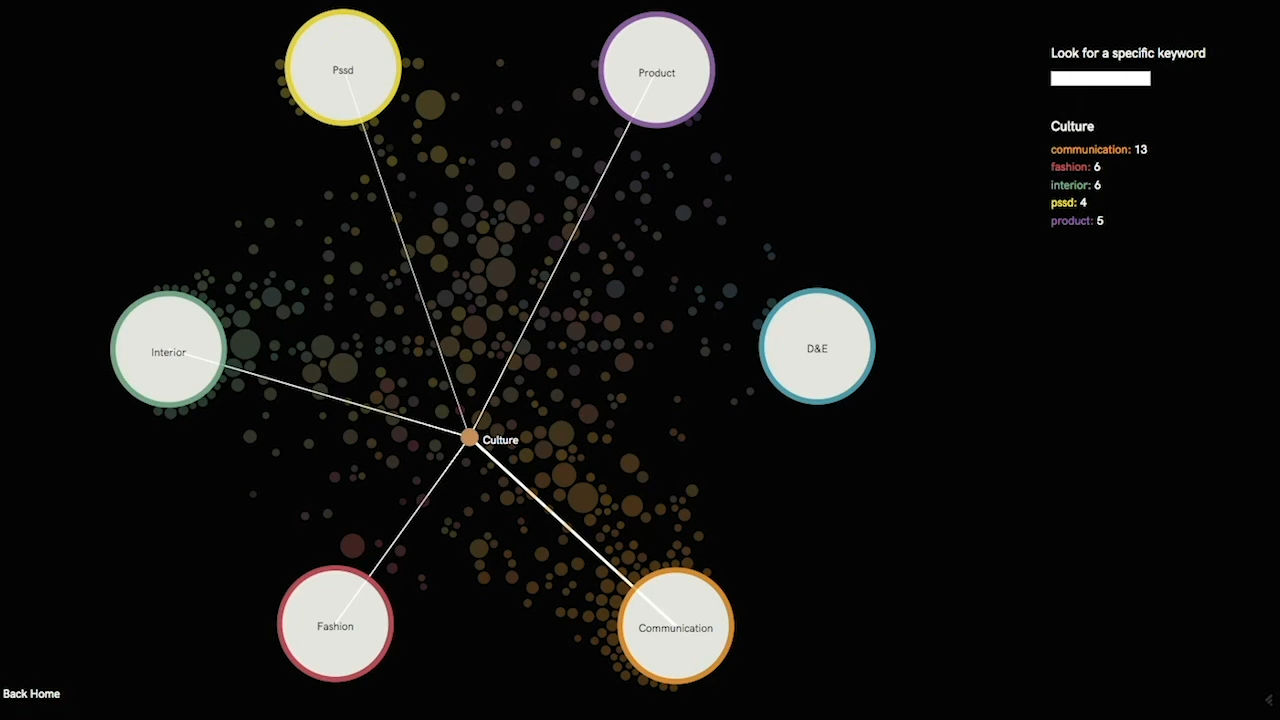 Pssd
Product
Look for a specific keyword
Culture
communication: 13
fashion: 6
interior: 6
pssd: 4
product: 5
Interior
D&E
Culture
Fashion
Communication
Back Home